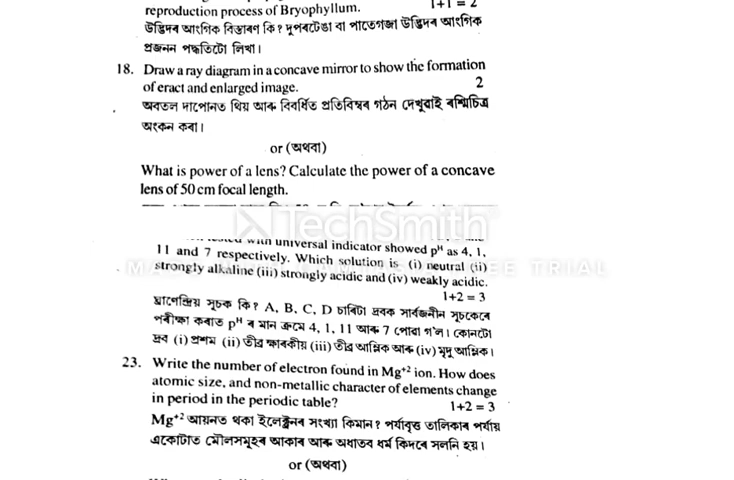 reproduction process of Bryophyllum. 1+1 = 2
উদ্ভিদৰ আংগিক বিস্তাৰণ কি? দুপৰটেঙা বা পাতেগজা উদ্ভিদৰ আংগিক
প্ৰজনন পদ্ধতিটো লিখা।
18. Draw a ray diagram in a concave mirror to show the formation
of eract and enlarged image. 2
অবতল দাপোনত থিয় আৰু বিবৰ্ধিত প্ৰতিবিম্বৰ গঠন দেখুৱাই ৰশ্মিচিত্ৰ
অংকন কৰা।
or (অথবা)
What is power of a lens? Calculate the power of a concave
lens of 50 cm focal length.
TechSmith
with universal indicator showed pᴴ as 4, 1,
11 and 7 respectively. Which solution is (i) neutral (ii)
strongly alkaline (iii) strongly acidic and (iv) weakly acidic.
FREE TRIAL
1+2 = 3
ঘ্ৰাণেন্দ্ৰিয় সূচক কি? A, B, C, D চাৰিটা দ্ৰবক সাৰ্বজনীন সূচকেৰে
পৰীক্ষা কৰাত pᴴ ৰ মান ক্ৰমে 4, 1, 11 আৰু 7 পোৱা গ'ল। কোনটো
দ্ৰব (i) প্ৰশম (ii) তীব্ৰ ক্ষাৰকীয় (iii) তীব্ৰ আম্লিক আৰু (iv) মৃদু আম্লিক।
23. Write the number of electron found in Mg⁺² ion. How does
atomic size, and non-metallic character of elements change
in period in the periodic table? 1+2 = 3
Mg⁺² আয়নত থকা ইলেক্ট্ৰনৰ সংখ্যা কিমান? পৰ্যাবৃত্ত তালিকাৰ পৰ্যায়
একোটাত মৌলসমূহৰ আকাৰ আৰু অধাতব ধৰ্ম কিদৰে সলনি হয়।
or (অথবা)